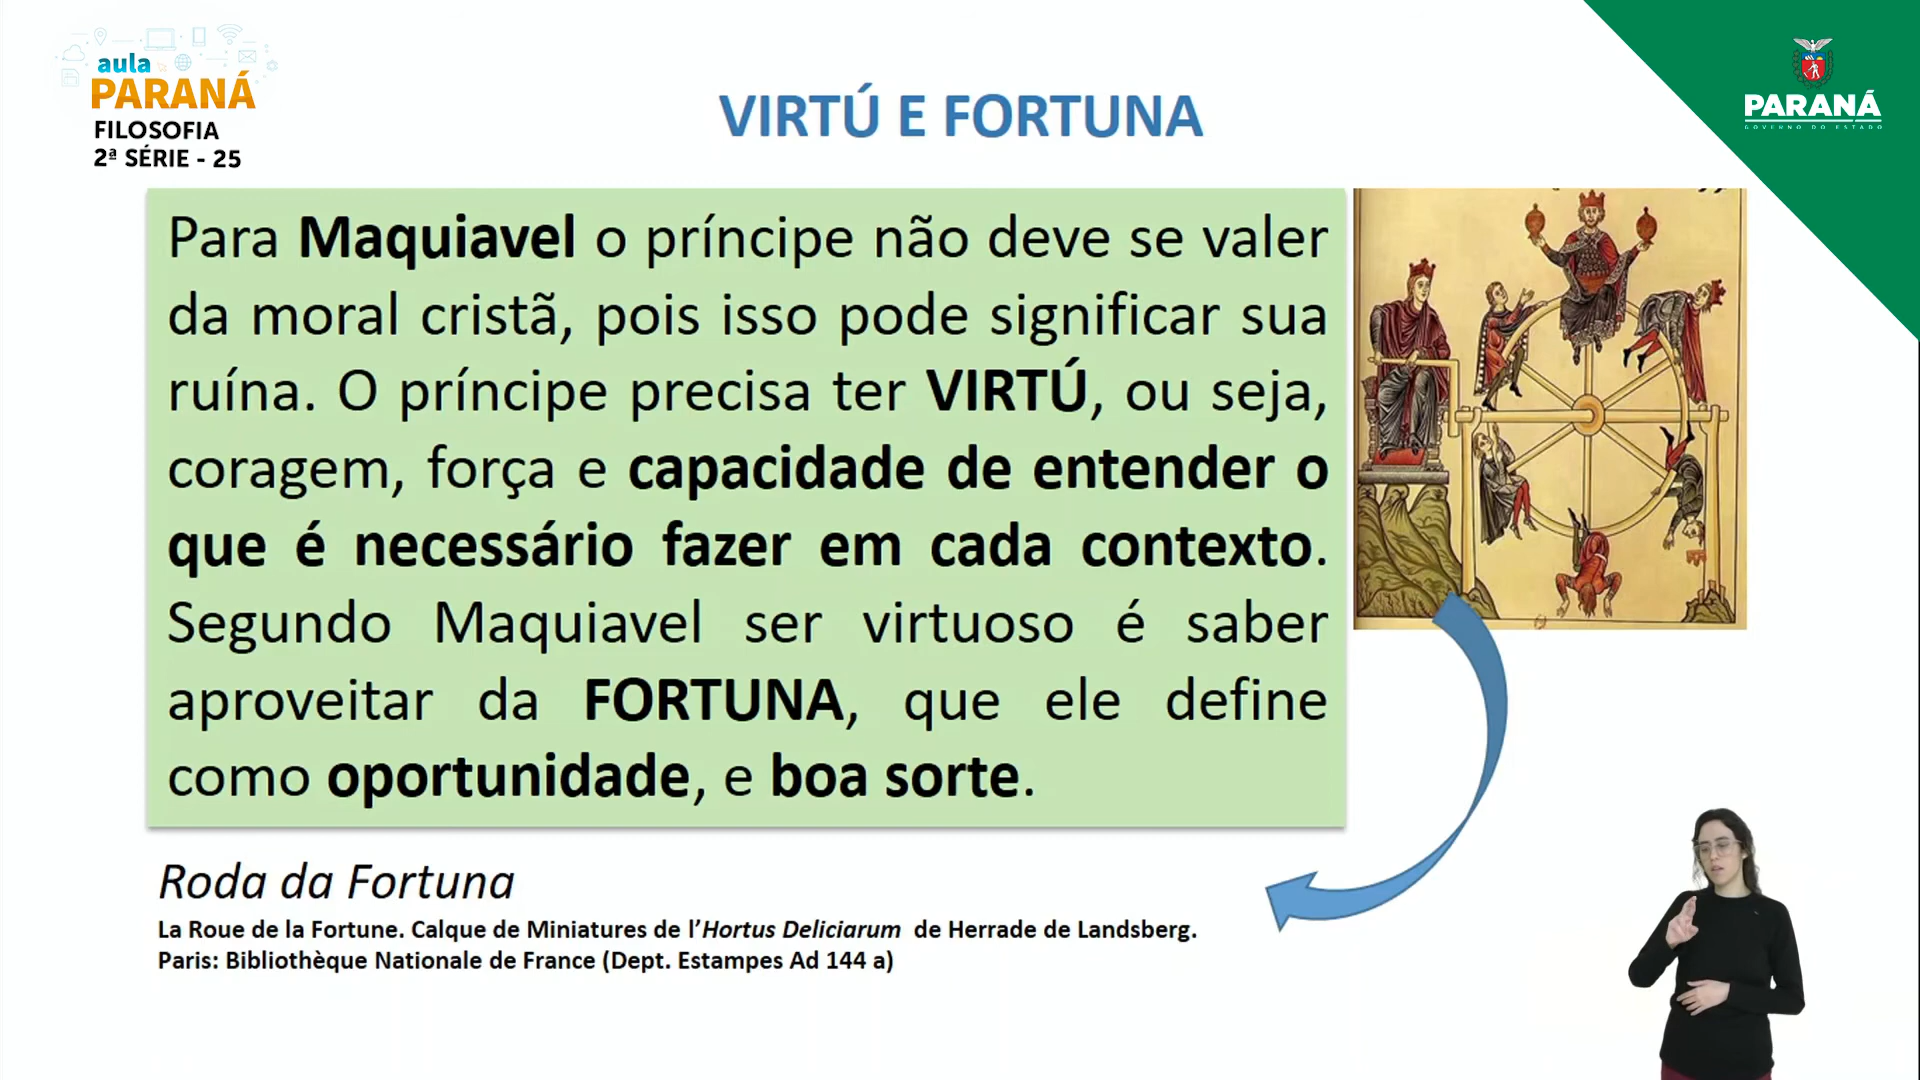 aula
PARANÁ
FILOSOFIA
2ª SÉRIE - 25
VIRTÚ E FORTUNA
PARANÁ
GOVERNO DO ESTADO
Para Maquiavel o príncipe não deve se valer
da moral cristã, pois isso pode significar sua
ruína. O príncipe precisa ter VIRTÚ, ou seja,
coragem, força e capacidade de entender o
que é necessário fazer em cada contexto.
Segundo Maquiavel ser virtuoso é saber
aproveitar da FORTUNA, que ele define
como oportunidade, e boa sorte.
Roda da Fortuna
La Roue de la Fortune. Calque de Miniatures de l’Hortus Deliciarum de Herrade de Landsberg.
Paris: Bibliothèque Nationale de France (Dept. Estampes Ad 144 a)